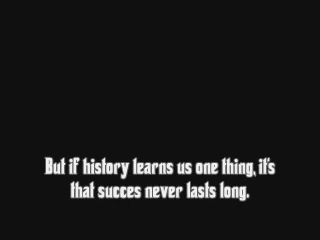 But if history learns us one thing, it's
that succes never lasts long.